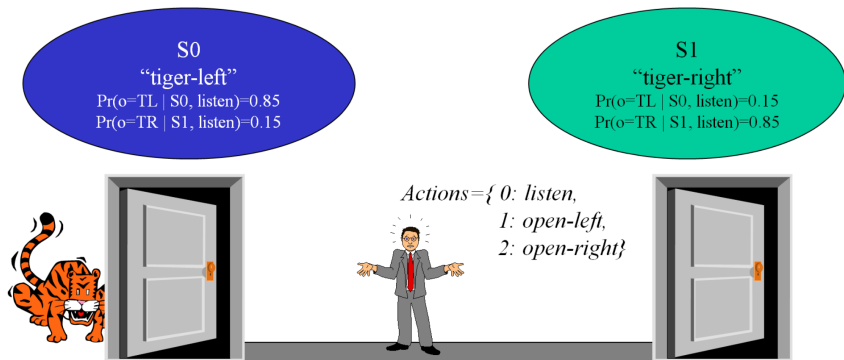 S0
“tiger-left”
Pr(o=TL | S0, listen)=0.85
Pr(o=TR | S1, listen)=0.15
S1
“tiger-right”
Pr(o=TL | S0, listen)=0.15
Pr(o=TR | S1, listen)=0.85
Actions={ 0: listen,
1: open-left,
2: open-right}